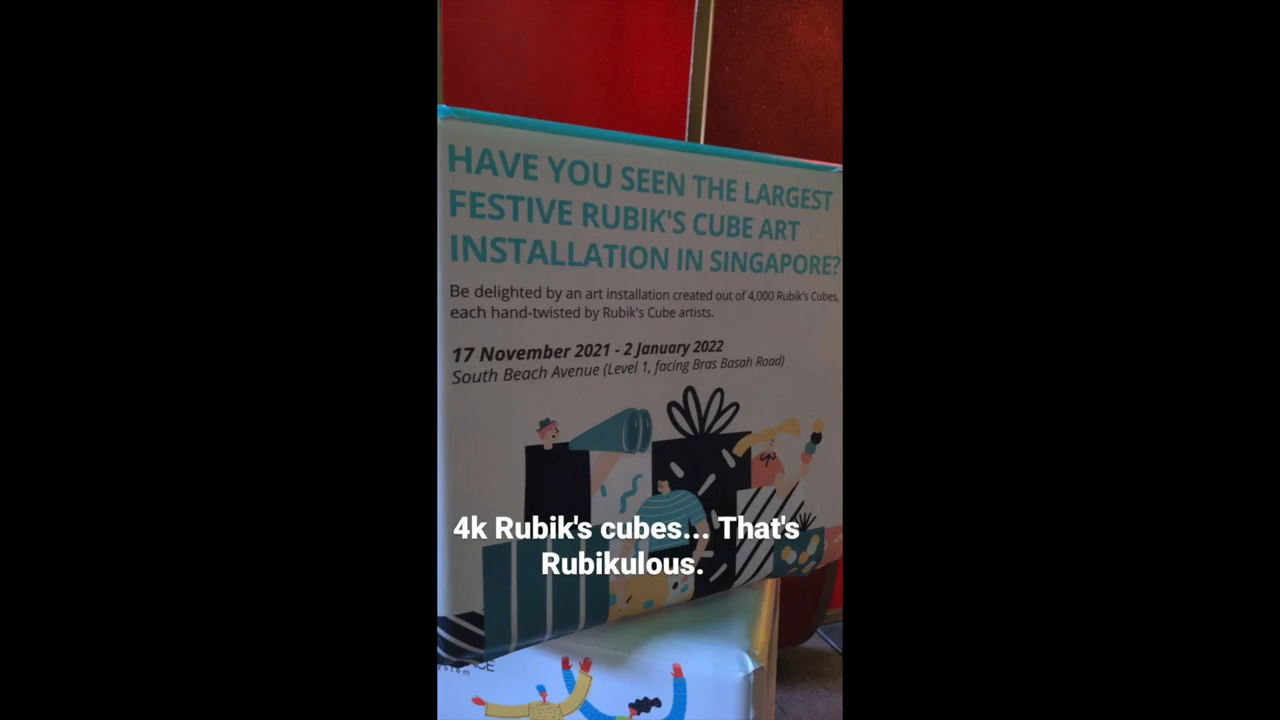 HAVE YOU SEEN THE LARGEST
FESTIVE RUBIK'S CUBE ART
INSTALLATION IN SINGAPORE?
Be delighted by an art installation created out of 4,000 Rubik's Cubes,
each hand-twisted by Rubik's Cube artists.
17 November 2021 - 2 January 2022
South Beach Avenue (Level 1, facing Bras Basah Road)
4k Rubik's cubes... That's
Rubikulous.